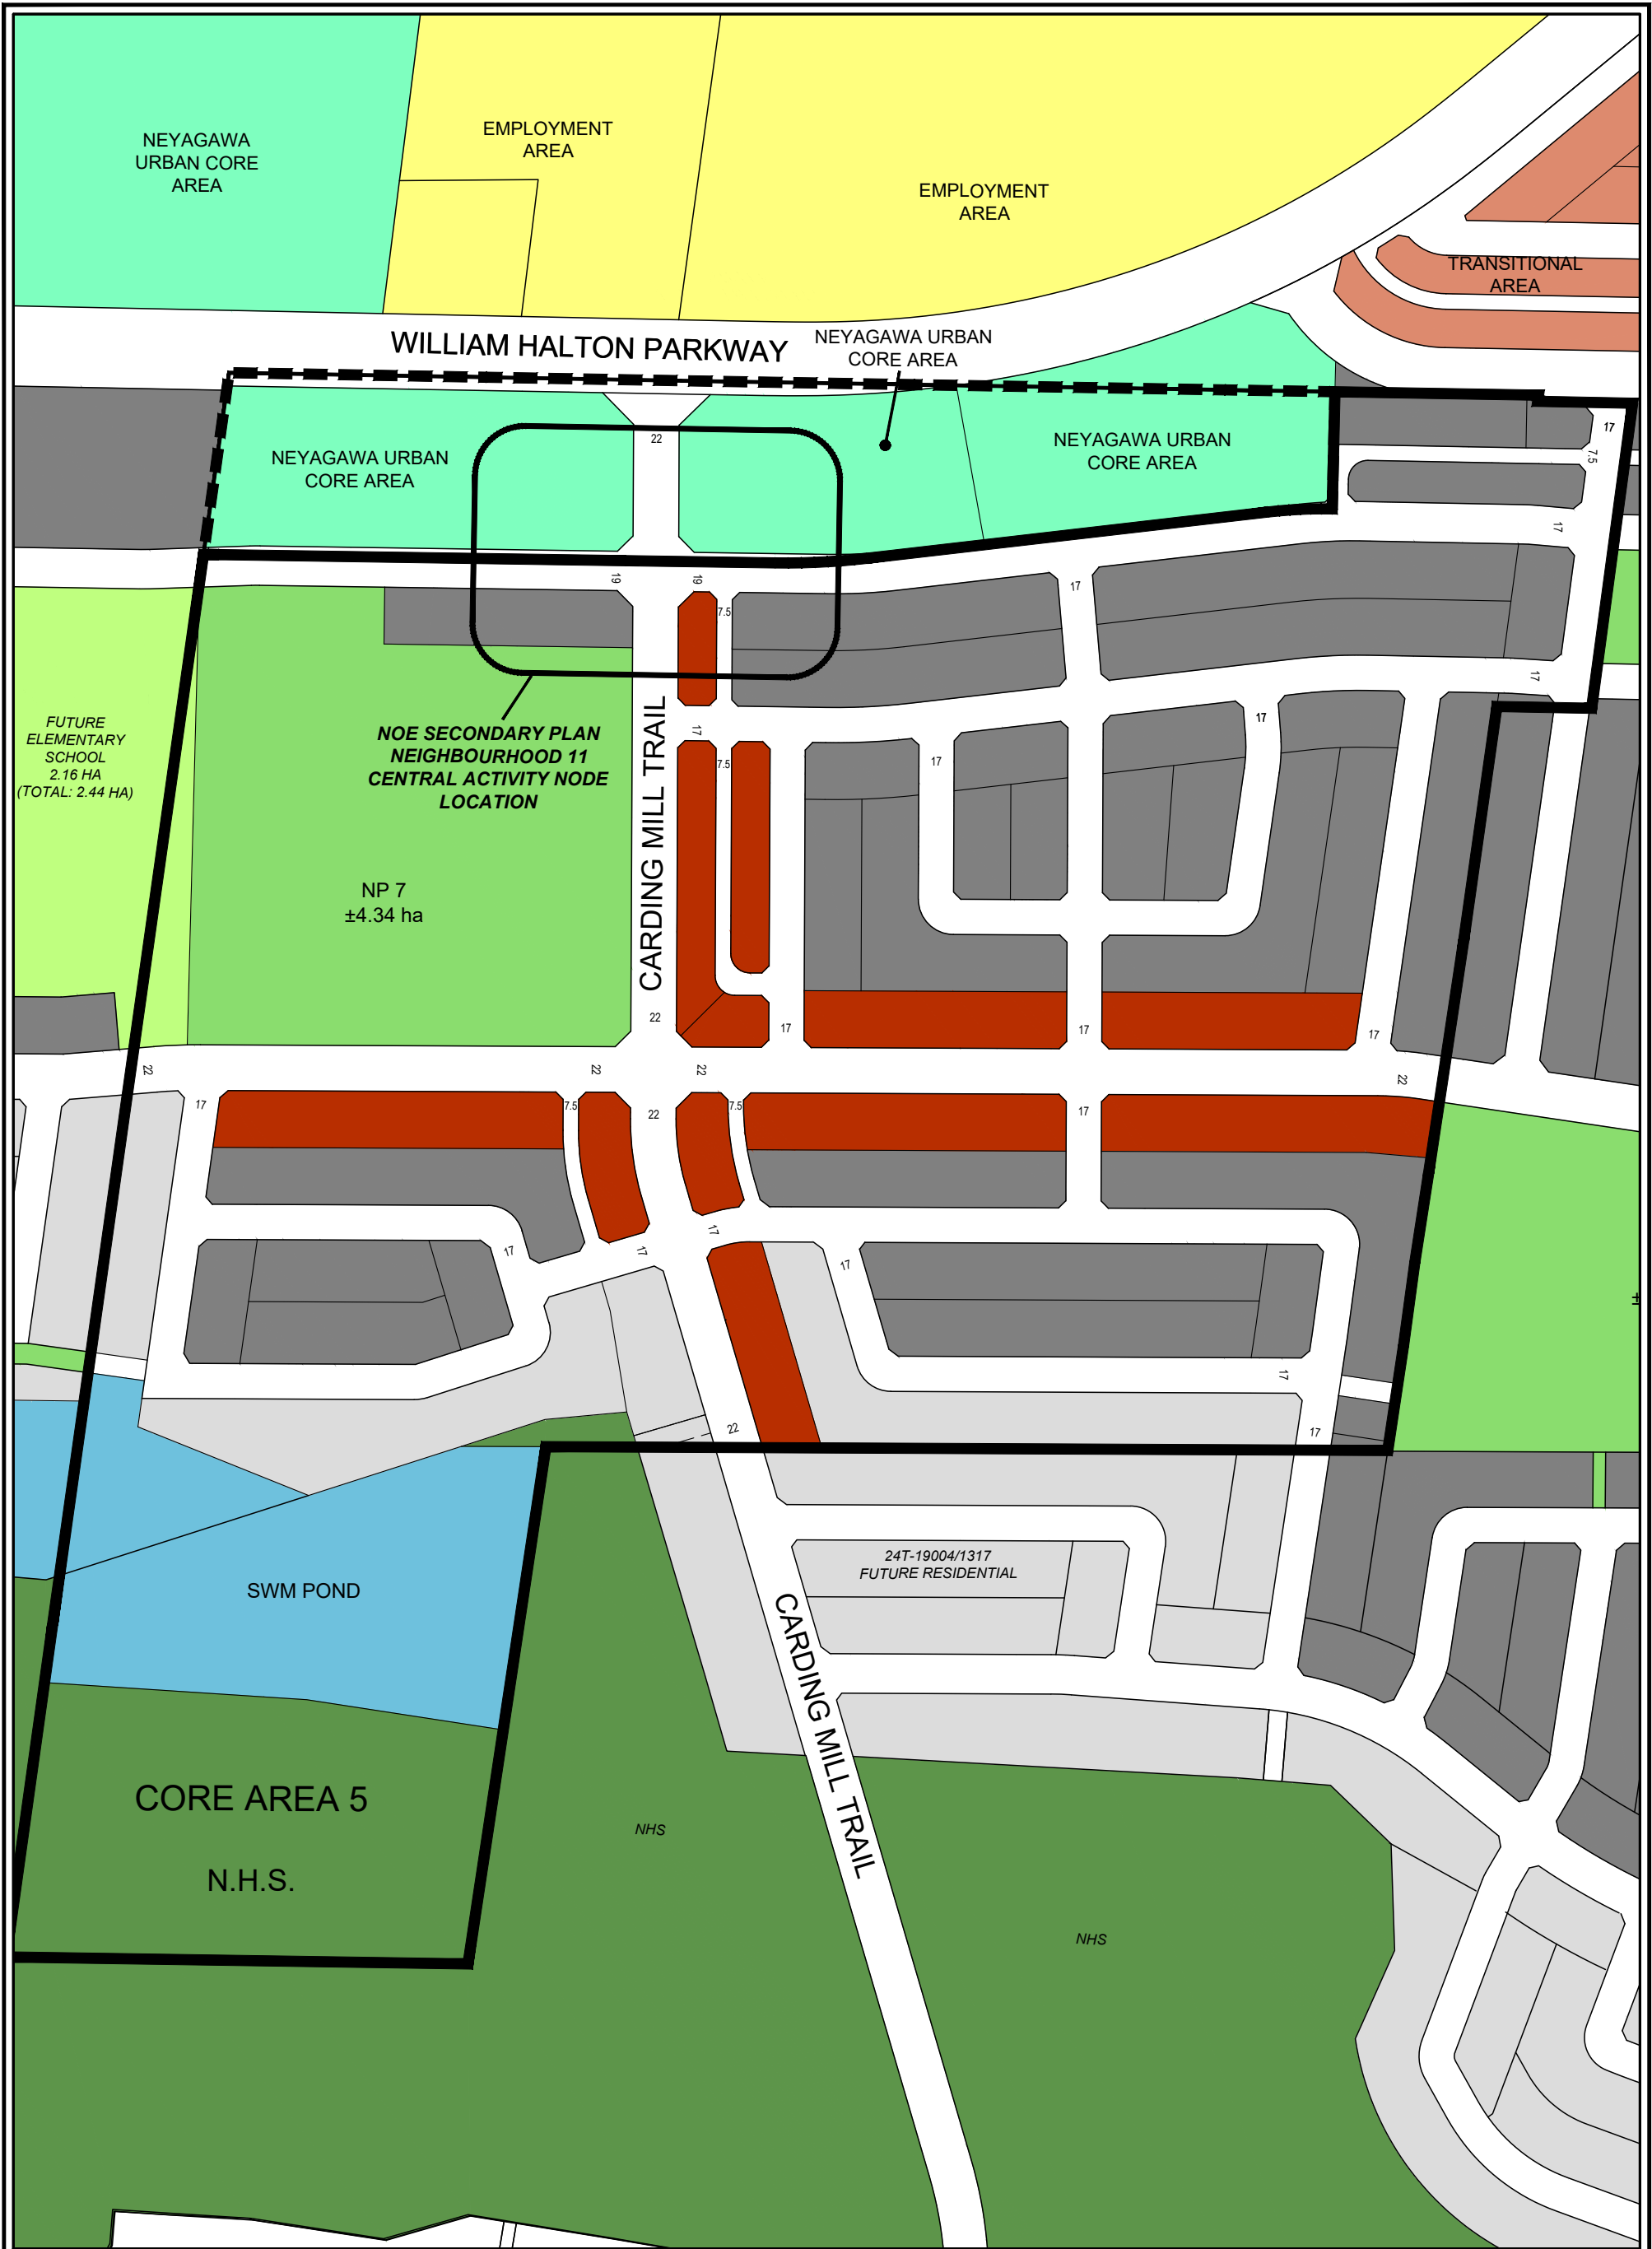 NEYAGAWA
URBAN CORE
AREA
EMPLOYMENT
AREA
EMPLOYMENT
AREA
TRANSITIONAL
AREA
WILLIAM HALTON PARKWAY
NEYAGAWA URBAN
CORE AREA
NEYAGAWA URBAN
CORE AREA
22
NEYAGAWA URBAN
CORE AREA
17
7.5
17
19
19
7.5
17
17
FUTURE
ELEMENTARY
SCHOOL
2.16 HA
(TOTAL: 2.44 HA)
NOE SECONDARY PLAN
NEIGHBOURHOOD 11
CENTRAL ACTIVITY NODE
LOCATION
CARDING MILL TRAIL
17
7.5
17
17
NP 7
±4.34 ha
22
17
17
17
22
22
22
22
17
7.5
22
7.5
17
17
17
17
17
±
17
22
17
SWM POND
24T-19004/1317
FUTURE RESIDENTIAL
CARDING MILL TRAIL
CORE AREA 5
N.H.S.
NHS
NHS